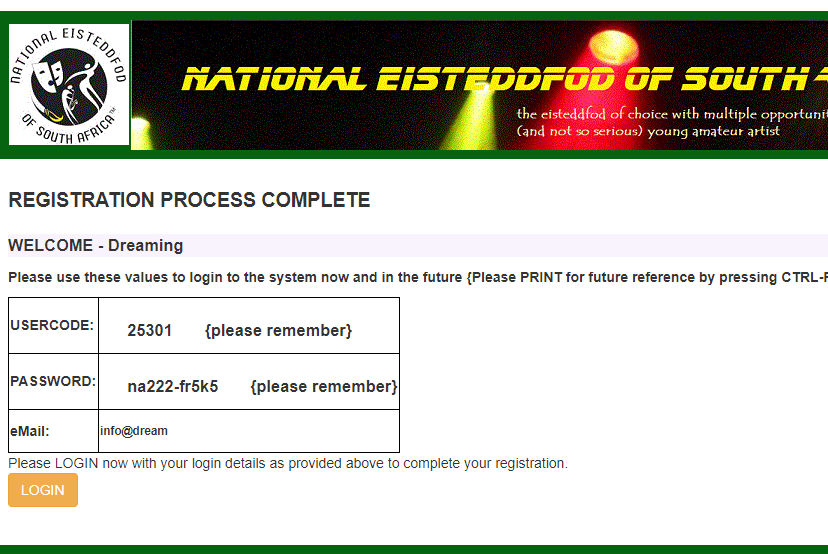 NATIONAL EISTEDDFOD
OF SOUTH AFRICA™
NATIONAL EISTEDDFOD OF SOUTH
the eisteddfod of choice with multiple
(and not so serious) young amateur artist
REGISTRATION PROCESS COMPLETE
WELCOME - Dreaming
Please use these values to login to the system now and in the future {Please PRINT for future reference by pressing
USERCODE: 25301 {please remember}
PASSWORD: na222-fr5k5 {please remember}
eMail: info@dream
Please LOGIN now with your login details as provided above to complete your registration.
LOGIN